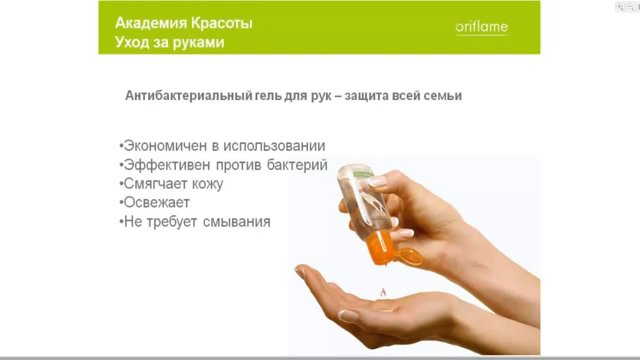 Академия Красоты
Уход за руками
oriflame
Антибактериальный гель для рук – защита всей семьи
•Экономичен в использовании
•Эффективен против бактерий
•Смягчает кожу
•Освежает
•Не требует смывания